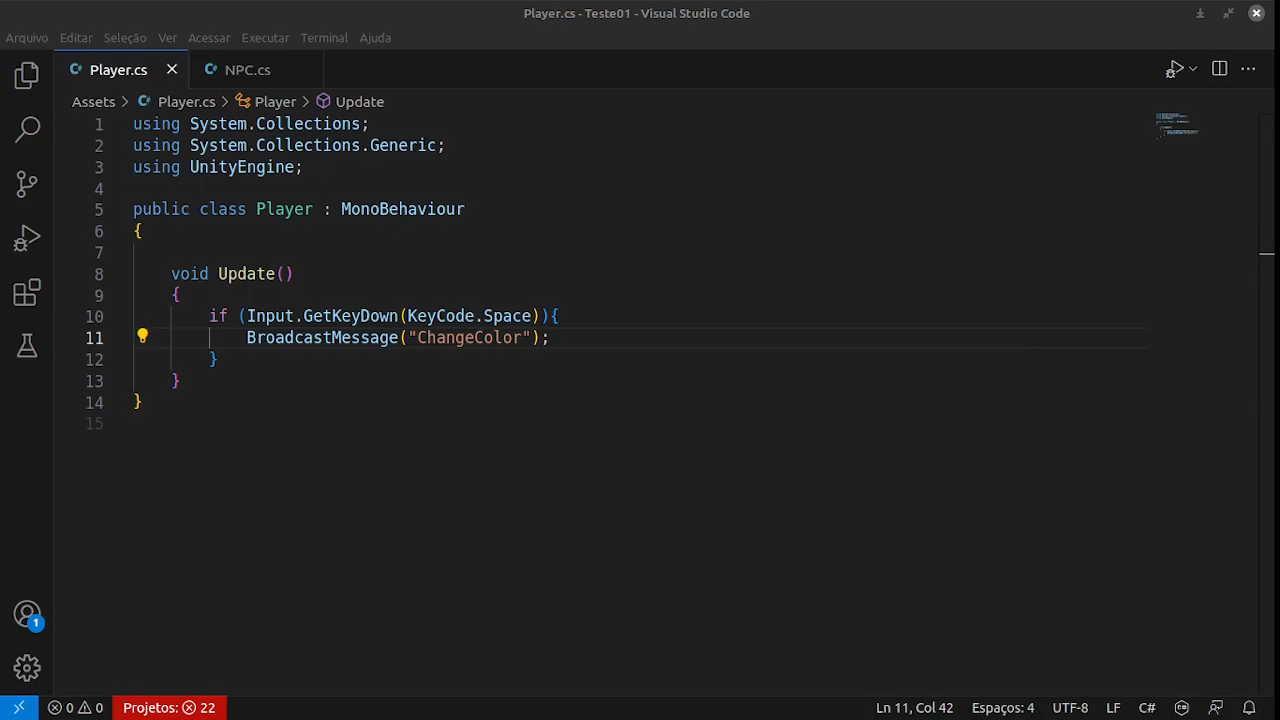 Player.cs - Teste01 - Visual Studio Code
Arquivo Editar Seleção Ver Acessar Executar Terminal Ajuda
Player.cs NPC.cs
Assets > Player.cs > Player > Update
1 using System.Collections;
2 using System.Collections.Generic;
3 using UnityEngine;
4
5 public class Player : MonoBehaviour
6 {
7
8 void Update()
9 {
10 if (Input.GetKeyDown(KeyCode.Space)){
11 BroadcastMessage("ChangeColor");
12 }
13 }
14 }
15
1
0 0 Projetos: 22 Ln 11, Col 42 Espaços: 4 UTF-8 LF C#